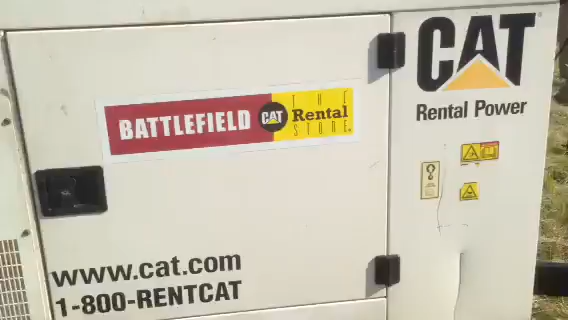 CAT
Rental Power
BATTLEFIELD CAT THE Rental STORE
www.cat.com
1-800-RENTCAT